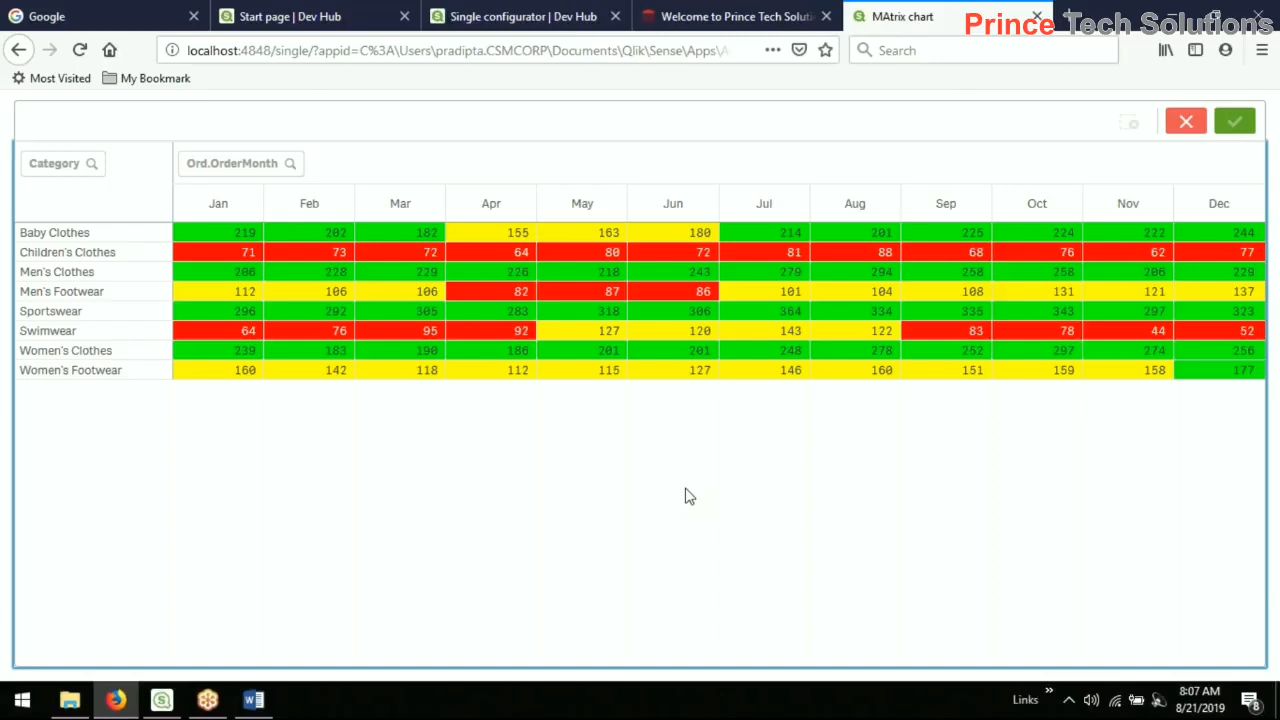 Google
Start page | Dev Hub
Single configurator | Dev Hub
Welcome to Prince Tech Soluti
MAtrix chart
Prince Tech Solutions
localhost:4848/single/?appid=C%3A\Users\pradipta.CSMCORP\Documents\Qlik\Sense\Apps\
Search
Most Visited
My Bookmark
Category
Ord.OrderMonth
Jan Feb Mar Apr May Jun Jul Aug Sep Oct Nov Dec
Baby Clothes 219 202 182 155 163 180 214 201 225 224 222 244
Children's Clothes 71 73 72 64 80 72 81 88 68 76 62 77
Men's Clothes 206 228 229 226 218 243 279 294 258 258 206 229
Men's Footwear 112 106 106 82 87 86 101 104 108 131 121 137
Sportswear 296 292 305 283 318 306 364 334 335 343 297 323
Swimwear 64 76 95 92 127 120 143 122 83 78 44 52
Women's Clothes 239 183 190 186 201 201 248 278 252 297 274 256
Women's Footwear 160 142 118 112 115 127 146 160 151 159 158 177
Links
8:07 AM
8/21/2019
8